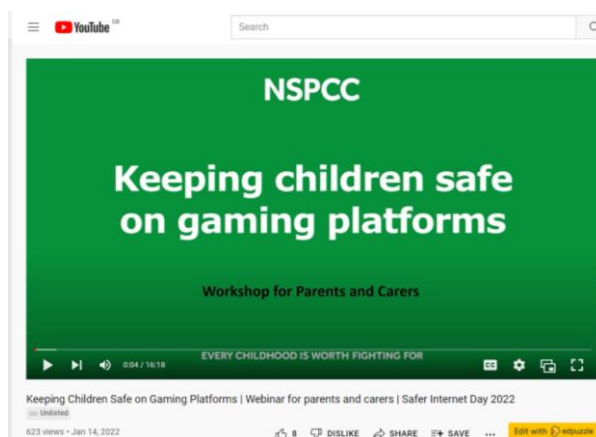 YouTube GB
Search
NSPCC
Keeping children safe
on gaming platforms
Workshop for Parents and Carers
EVERY CHILDHOOD IS WORTH FIGHTING FOR
0:04 / 16:18
CC
Keeping Children Safe on Gaming Platforms | Webinar for parents and carers | Safer Internet Day 2022
Unlisted
623 views • Jan 14, 2022
8 DISLIKE SHARE SAVE ...
Edit with edpuzzle